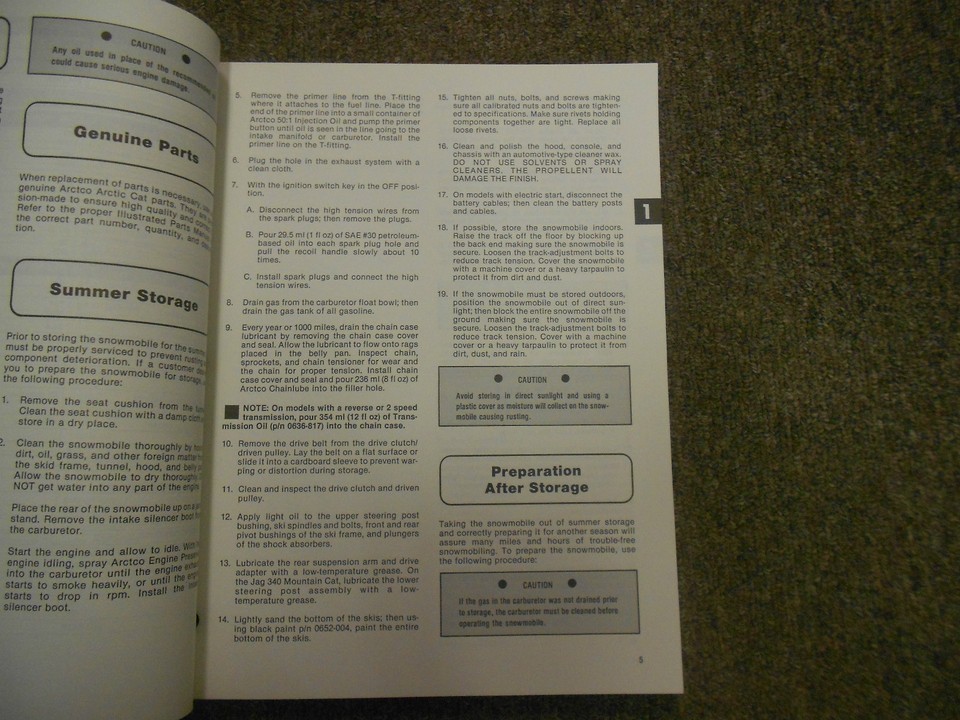 CAUTION
Any oil used in place of the recommended
could cause serious engine damage.
Genuine Parts
When replacement of parts is necessary,
genuine Arctco Arctic Cat parts. They are
sion-made to ensure high quality and
Refer to the proper Illustrated Parts
the correct part number, quantity, and
tion.
Summer Storage
Prior to storing the snowmobile for the
must be properly serviced to prevent rusting
component deterioration. If a customer
you to prepare the snowmobile for storage,
the following procedure:
1. Remove the seat cushion from the
Clean the seat cushion with a damp
store in a dry place.
2. Clean the snowmobile thoroughly by
dirt, oil, grass, and other foreign matter
the skid frame, tunnel, hood, and
Allow the snowmobile to dry thoroughly.
NOT get water into any part of the engine.
Place the rear of the snowmobile up on a
stand. Remove the intake silencer boot
the carburetor.
Start the engine and allow to idle. With
engine idling, spray Arctco Engine
into the carburetor until the engine
starts to smoke heavily, or until the
starts to drop in rpm. Install the
silencer boot.
5. Remove the primer line from the T-fitting
where it attaches to the fuel line. Place the
end of the primer line into a small container of
Arctco 50:1 Injection Oil and pump the primer
button until oil is seen in the line going to the
intake manifold or carburetor. Install the
primer line on the T-fitting.
6. Plug the hole in the exhaust system with a
clean cloth.
7. With the ignition switch key in the OFF posi-
tion.
A. Disconnect the high tension wires from
the spark plugs; then remove the plugs.
B. Pour 29.5 ml (1 fl oz) of SAE #30 petroleum-
based oil into each spark plug hole and
pull the recoil handle slowly about 10
times.
C. Install spark plugs and connect the high
tension wires.
8. Drain gas from the carburetor float bowl; then
drain the gas tank of all gasoline.
9. Every year or 1000 miles, drain the chain case
lubricant by removing the chain case cover
and seal. Allow the lubricant to flow onto rags
placed in the belly pan. Inspect chain,
sprockets, and chain tensioner for wear and
the chain for proper tension. Install chain
case cover and seal and pour 236 ml (8 fl oz) of
Arctco Chainlube into the filler hole.
NOTE: On models with a reverse or 2 speed
transmission, pour 354 ml (12 fl oz) of Trans-
mission Oil (p/n 0636-817) into the chain case.
10. Remove the drive belt from the drive clutch/
driven pulley. Lay the belt on a flat surface or
slide it into a cardboard sleeve to prevent war-
ping or distortion during storage.
11. Clean and inspect the drive clutch and driven
pulley.
12. Apply light oil to the upper steering post
bushing, ski spindles and bolts, front and rear
pivot bushings of the ski frame, and plungers
of the shock absorbers.
13. Lubricate the rear suspension arm and drive
adapter with a low-temperature grease. On
the Jag 340 Mountain Cat, lubricate the lower
steering post assembly with a low-
temperature grease.
14. Lightly sand the bottom of the skis; then us-
ing black paint p/n 0652-004, paint the entire
bottom of the skis.
15. Tighten all nuts, bolts, and screws making
sure all calibrated nuts and bolts are tighten-
ed to specifications. Make sure rivets holding
components together are tight. Replace all
loose rivets.
16. Clean and polish the hood, console, and
chassis with an automotive-type cleaner wax.
DO NOT USE SOLVENTS OR SPRAY
CLEANERS. THE PROPELLENT WILL
DAMAGE THE FINISH.
17. On models with electric start, disconnect the
battery cables; then clean the battery posts
and cables.
18. If possible, store the snowmobile indoors.
Raise the track off the floor by blocking up
the back end making sure the snowmobile is
secure. Loosen the track-adjustment bolts to
reduce track tension. Cover the snowmobile
with a machine cover or a heavy tarpaulin to
protect it from dirt and dust.
19. If the snowmobile must be stored outdoors,
position the snowmobile out of direct sun-
light; then block the entire snowmobile off the
ground making sure the snowmobile is
secure. Loosen the track-adjustment bolts to
reduce track tension. Cover with a machine
cover or a heavy tarpaulin to protect it from
dirt, dust, and rain.
CAUTION
Avoid storing in direct sunlight and using a
plastic cover as moisture will collect on the snow-
mobile causing rusting.
Preparation
After Storage
Taking the snowmobile out of summer storage
and correctly preparing it for another season will
assure many miles and hours of trouble-free
snowmobiling. To prepare the snowmobile, use
the following procedure:
CAUTION
If the gas in the carburetor was not drained prior
to storage, the carburetor must be cleaned before
operating the snowmobile.
1
5